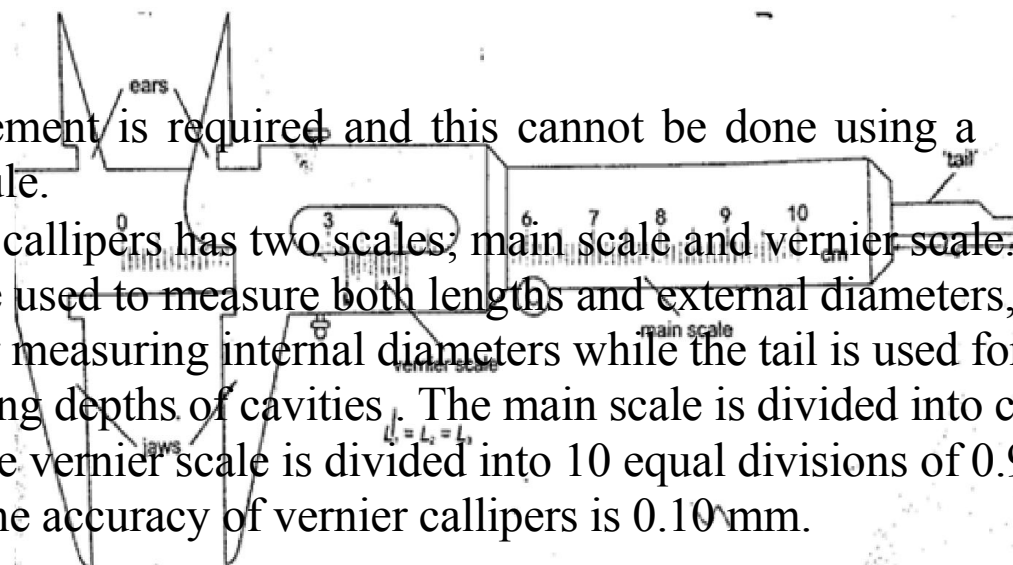 ears
ement is required and this cannot be done using a
ule.
'tail'
0 3 4 6 7 8 9 10
callipers has two scales; main scale and vernier scale.
cm
e used to measure both lengths and external diameters,
main scale
r measuring internal diameters while the tail is used for
vernier scale
ng depths of cavities . The main scale is divided into c
L₁ = L₂ = L₃
jaws
e vernier scale is divided into 10 equal divisions of 0.9
he accuracy of vernier callipers is 0.10 mm.